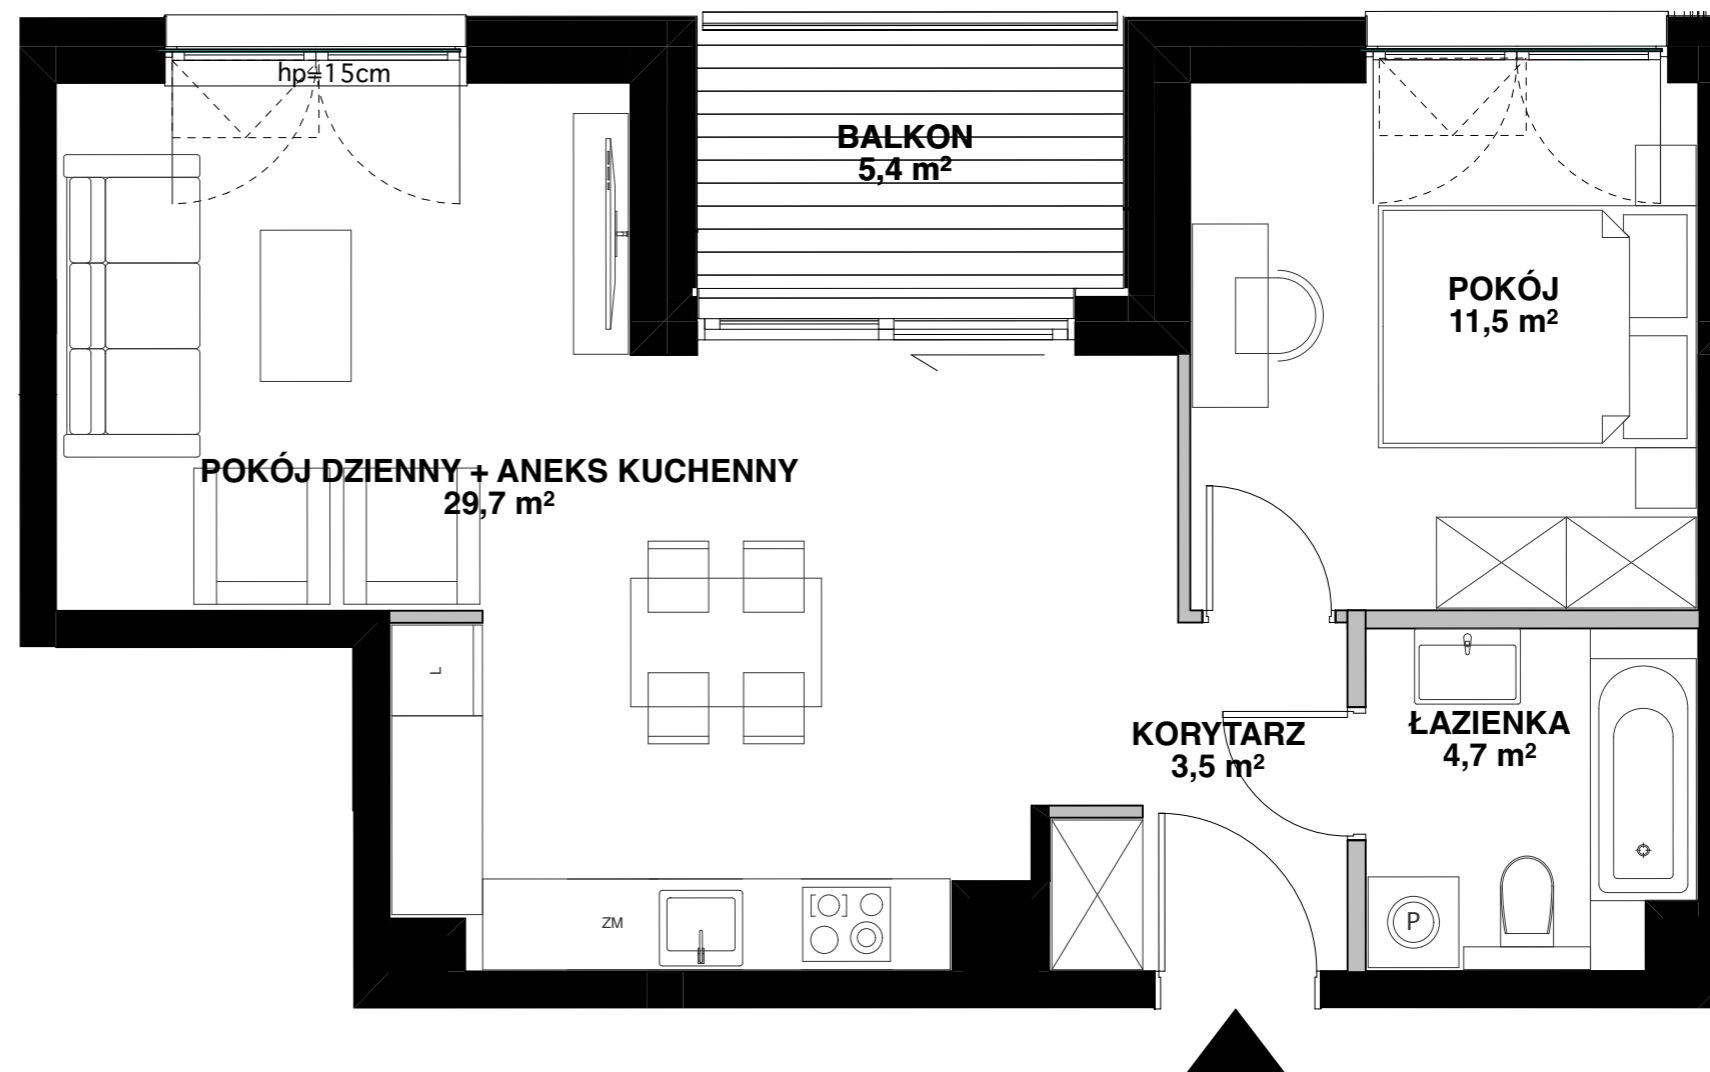 hp=15cm
BALKON
5,4 m²
POKÓJ
11,5 m²
POKÓJ DZIENNY + ANEKS KUCHENNY
29,7 m²
L
KORYTARZ
3,5 m²
ŁAZIENKA
4,7 m²
ZM
P